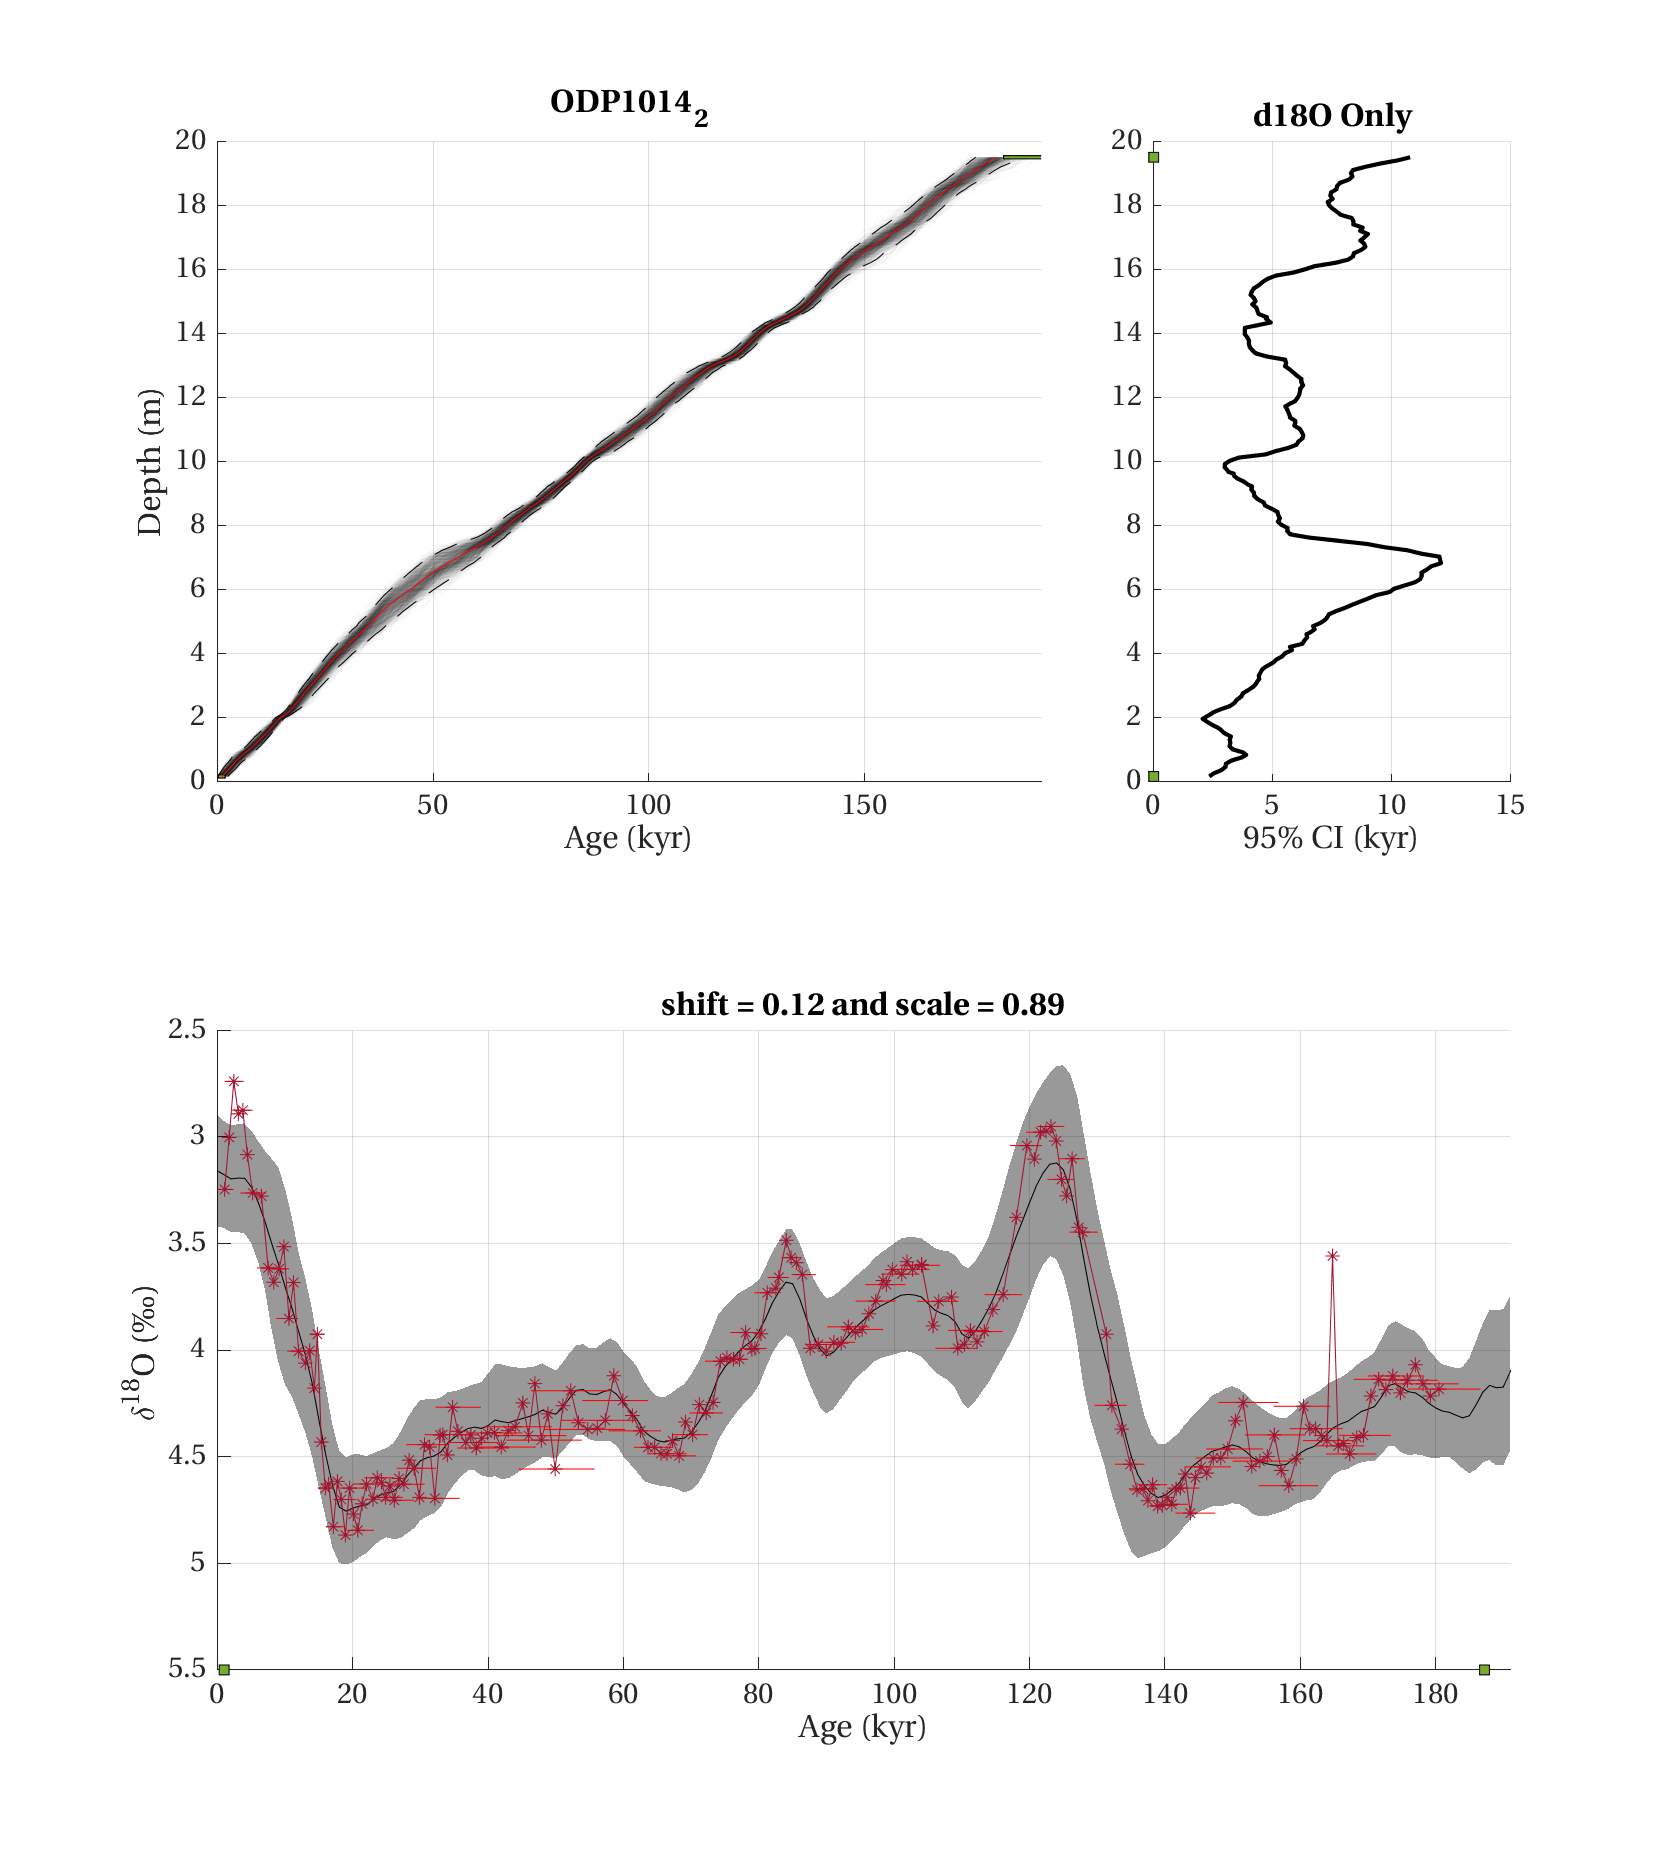 ODP1014₂
20
18
16
14
12
10
8
6
4
2
0
Depth (m)
0 50 100 150
Age (kyr)
d18O Only
20
18
16
14
12
10
8
6
4
2
0
0 5 10 15
95% CI (kyr)
shift = 0.12 and scale = 0.89
2.5
3
3.5
4
4.5
5
5.5
δ¹⁸O (‰)
0 20 40 60 80 100 120 140 160 180
Age (kyr)